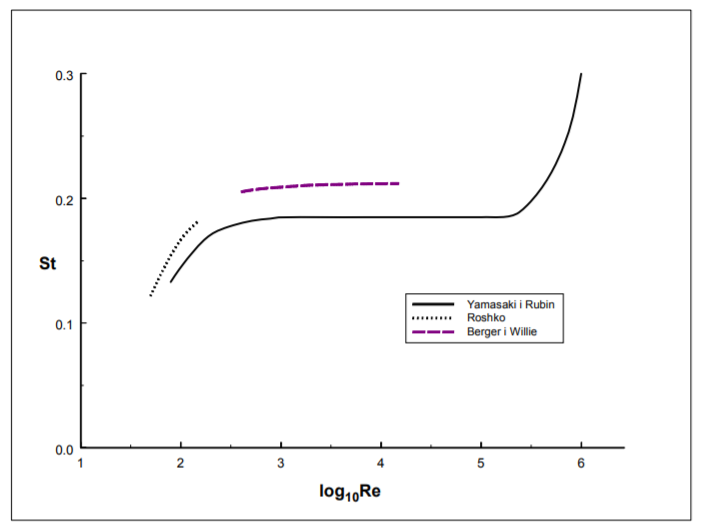 0.3
0.2
St
0.1
0.0
1 2 3 4 5 6
log10Re
Yamasaki i Rubin
Roshko
Berger i Willie